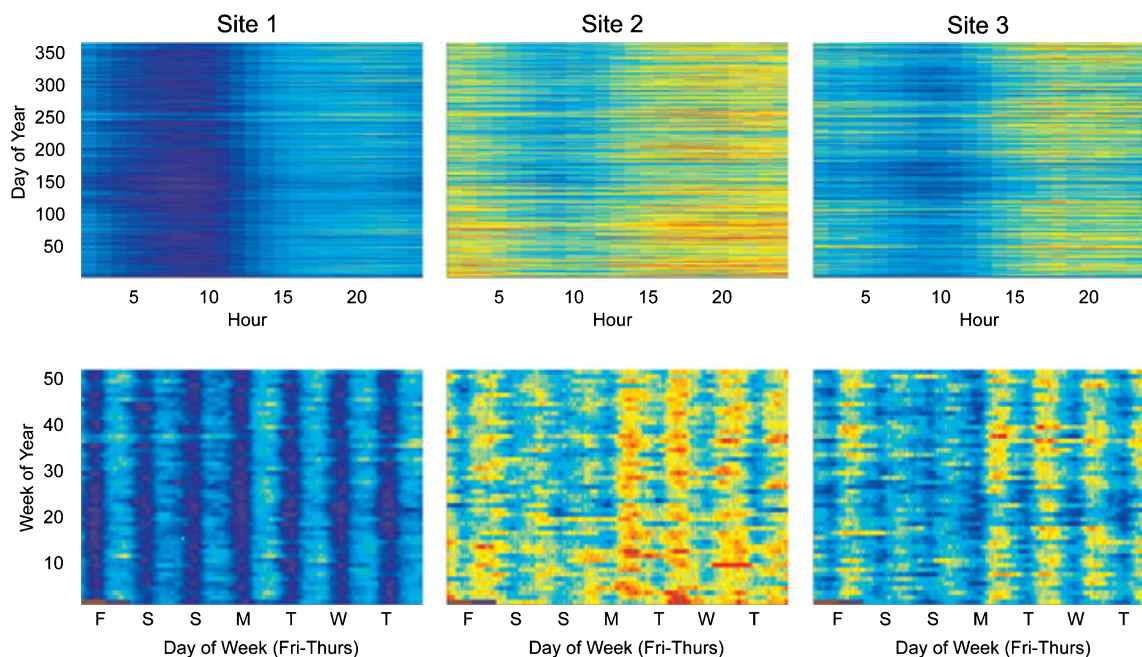 Site 1 Site 2 Site 3
350
300
250
200
150
100
50
Day of Year
5 10 15 20 5 10 15 20 5 10 15 20
Hour Hour Hour
50
40
30
20
10
Week of Year
F S S M T W T F S S M T W T F S S M T W T
Day of Week (Fri-Thurs) Day of Week (Fri-Thurs) Day of Week (Fri-Thurs)